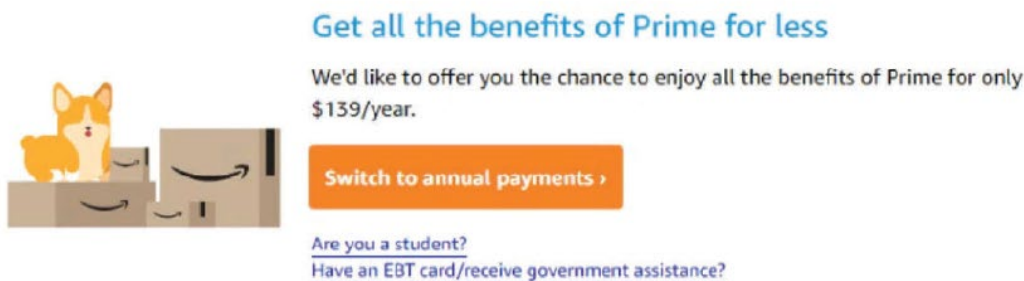 Get all the benefits of Prime for less
We'd like to offer you the chance to enjoy all the benefits of Prime for only
$139/year.
Switch to annual payments ›
Are you a student?
Have an EBT card/receive government assistance?